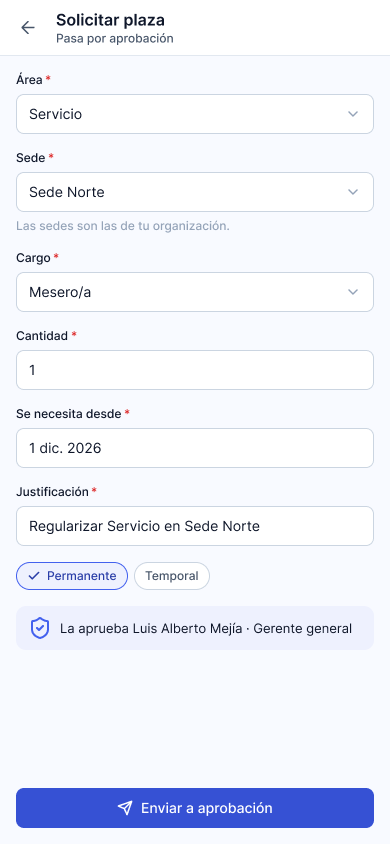 Solicitar plaza
Pasa por aprobación
Área *
Servicio
Sede *
Sede Norte
Las sedes son las de tu organización.
Cargo *
Mesero/a
Cantidad *
1
Se necesita desde *
1 dic. 2026
Justificación *
Regularizar Servicio en Sede Norte
Permanente
Temporal
La aprueba Luis Alberto Mejía · Gerente general
Enviar a aprobación